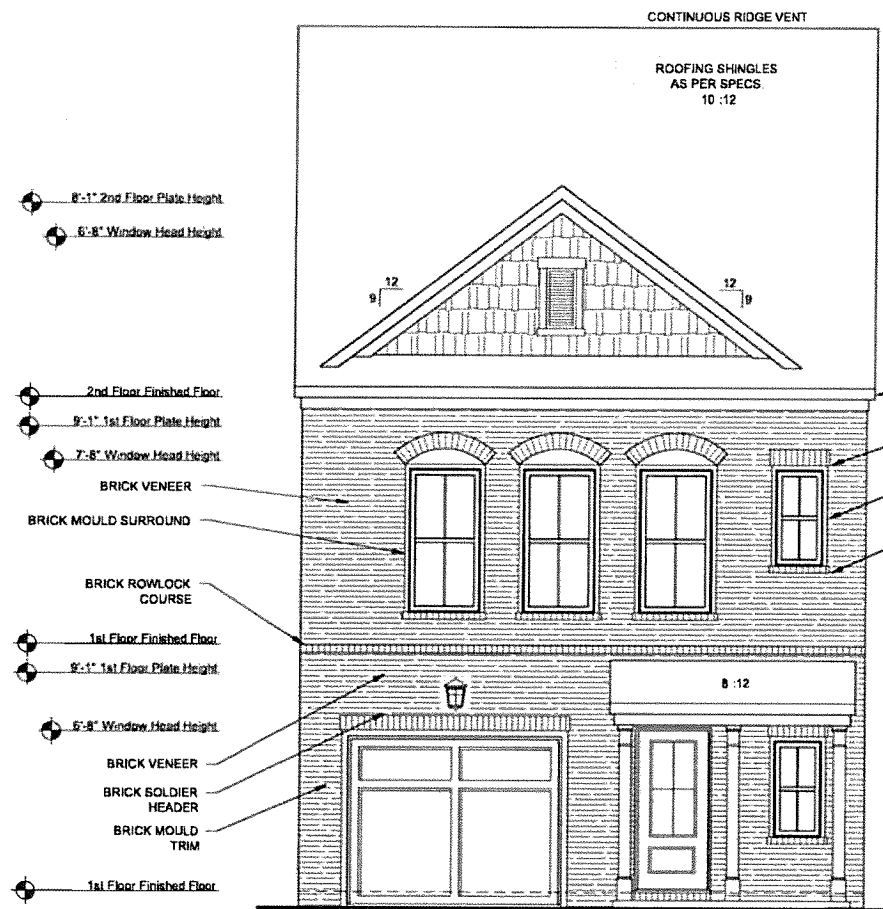 CONTINUOUS RIDGE VENT
ROOFING SHINGLES
AS PER SPECS.
10 :12
8'-1" 2nd Floor Plate Height
6'-8" Window Head Height
12
9
12
9
2nd Floor Finished Floor
9'-1" 1st Floor Plate Height
7'-8" Window Head Height
BRICK VENEER
BRICK MOULD SURROUND
BRICK ROWLOCK
COURSE
1st Floor Finished Floor
9'-1" 1st Floor Plate Height
8 :12
6'-8" Window Head Height
BRICK VENEER
BRICK SOLDIER
HEADER
BRICK MOULD
TRIM
1st Floor Finished Floor